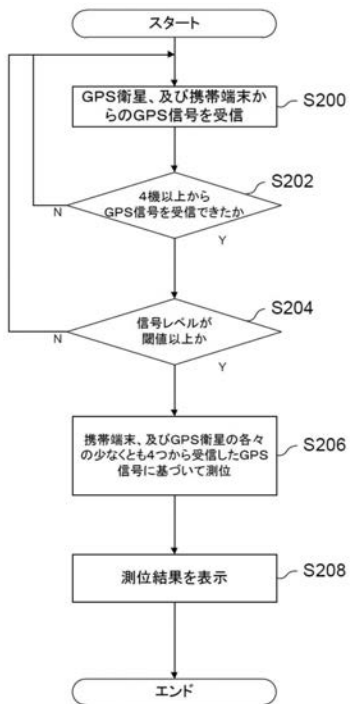 スタート
GPS衛星、及び携帯端末か
らのGPS信号を受信
S200
4機以上から
GPS信号を受信できたか
S202
N
Y
信号レベルが
閾値以上か
S204
N
Y
携帯端末、及びGPS衛星の各々
の少なくとも4つから受信したGPS
信号に基づいて測位
S206
測位結果を表示
S208
エンド